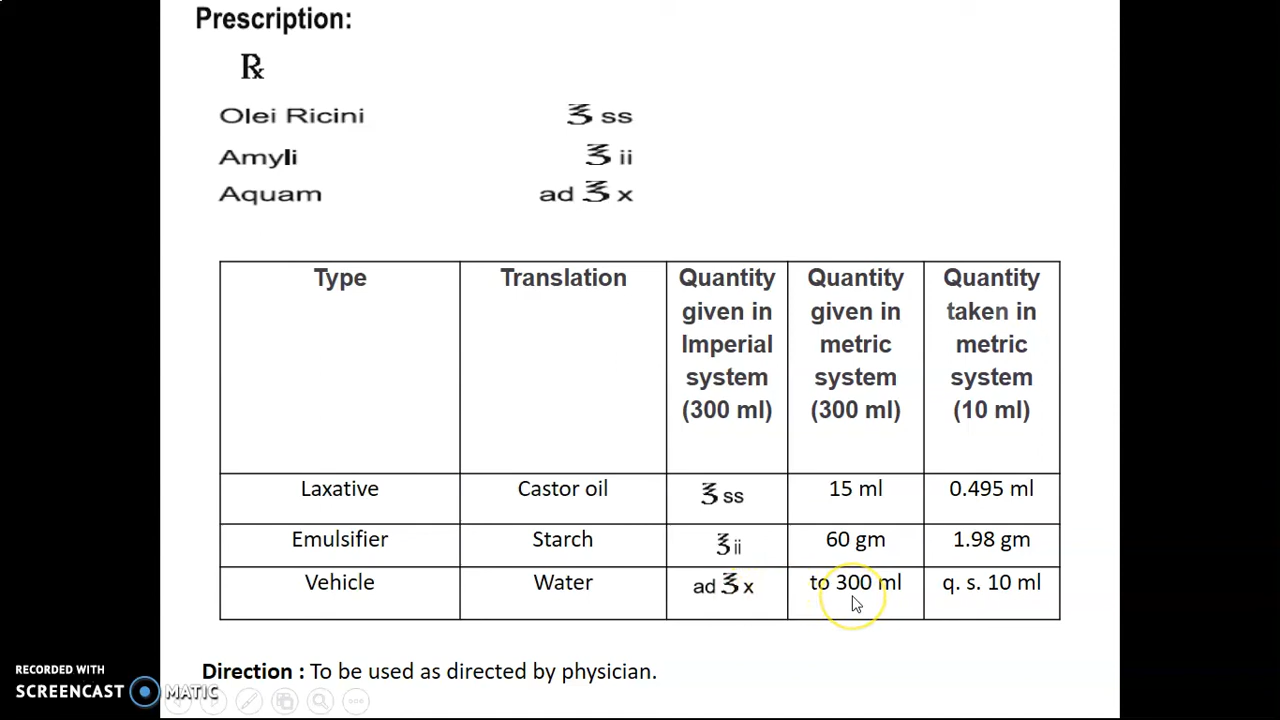 Prescription:
℞
Olei Ricini ℥ ss
Amyli ℥ ii
Aquam ad ℥ x
Type Translation Quantity given in Imperial system (300 ml) Quantity given in metric system (300 ml) Quantity taken in metric system (10 ml)
Laxative Castor oil ℥ ss 15 ml 0.495 ml
Emulsifier Starch ℥ ii 60 gm 1.98 gm
Vehicle Water ad ℥ x to 300 ml q. s. 10 ml
Direction : To be used as directed by physician.
RECORDED WITH
SCREENCAST MATIC